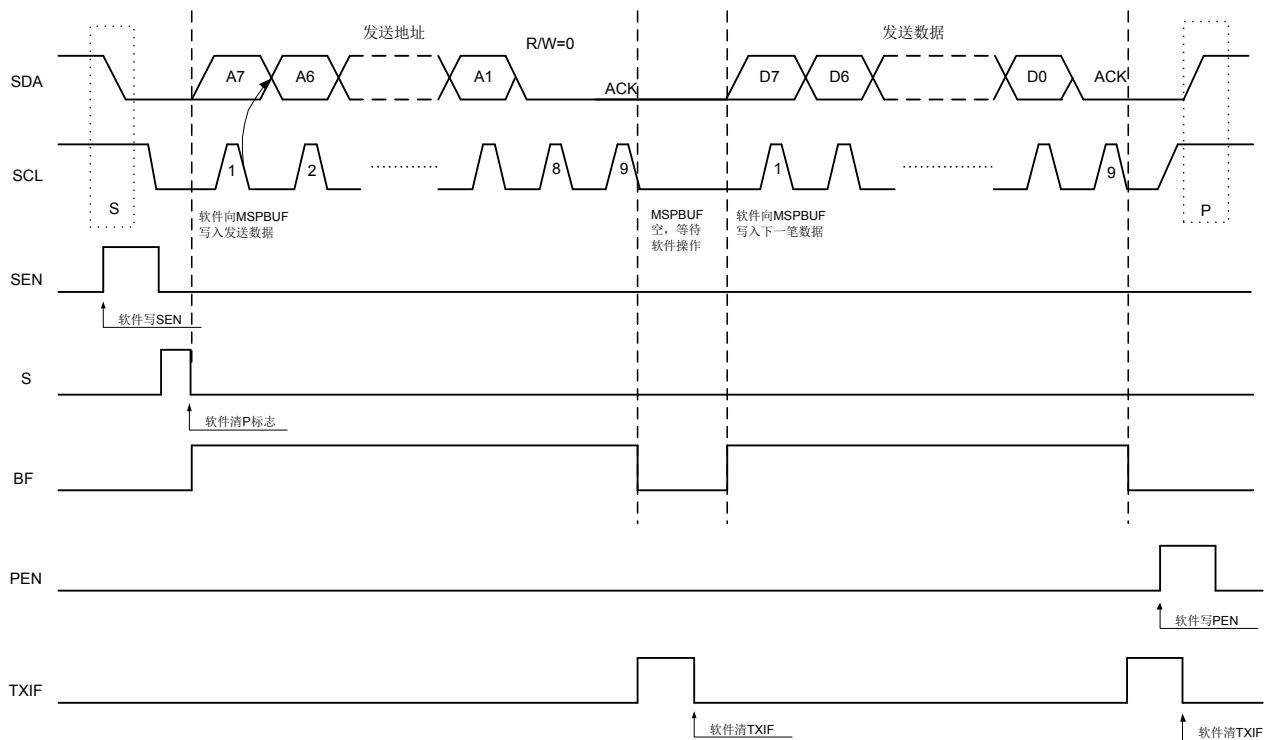 发送地址
R/W=0
发送数据
SDA
A7
A6
A1
ACK
D7
D6
D0
ACK
SCL
1
2
8
9
1
9
S
P
软件向MSPBUF
写入发送数据
MSPBUF
空，等待
软件操作
软件向MSPBUF
写入下一笔数据
SEN
软件写SEN
S
软件清P标志
BF
PEN
软件写PEN
TXIF
软件清TXIF
软件清TXIF